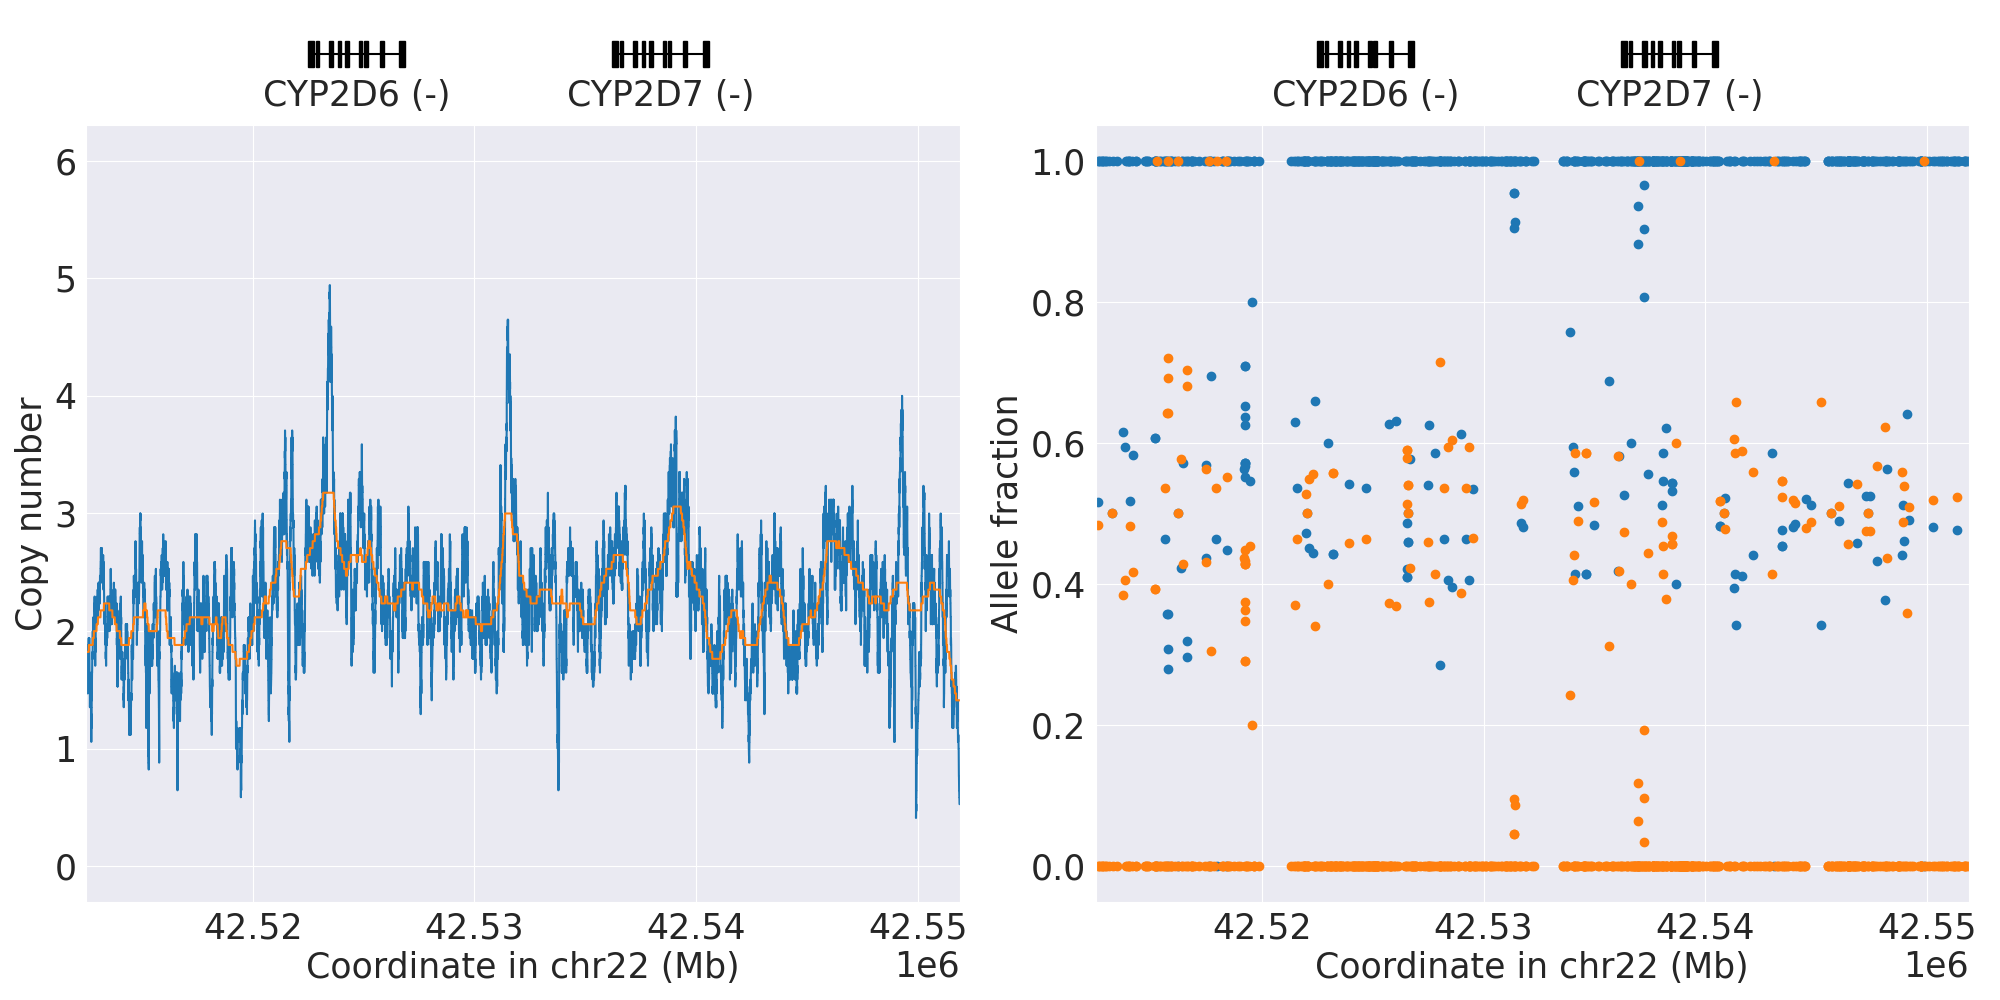 CYP2D6 (-)
CYP2D7 (-)
6
5
4
3
2
1
0
Copy number
42.52
42.53
42.54
42.55
Coordinate in chr22 (Mb)
1e6
CYP2D6 (-)
CYP2D7 (-)
1.0
0.8
0.6
0.4
0.2
0.0
Allele fraction
42.52
42.53
42.54
42.55
Coordinate in chr22 (Mb)
1e6